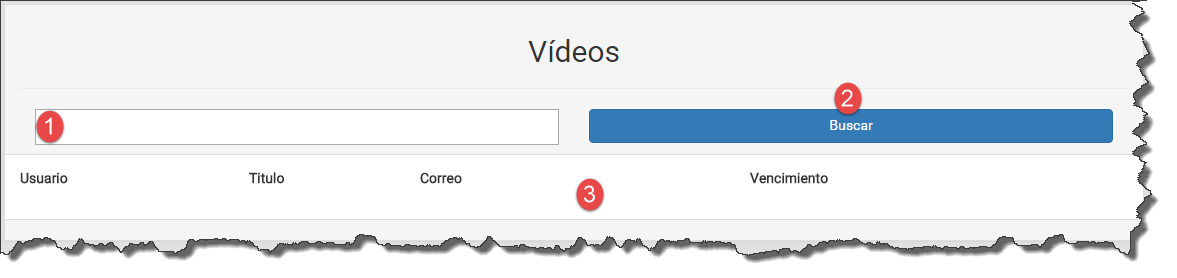 Vídeos
1
2
Buscar
Usuario Titulo Correo Vencimiento
3